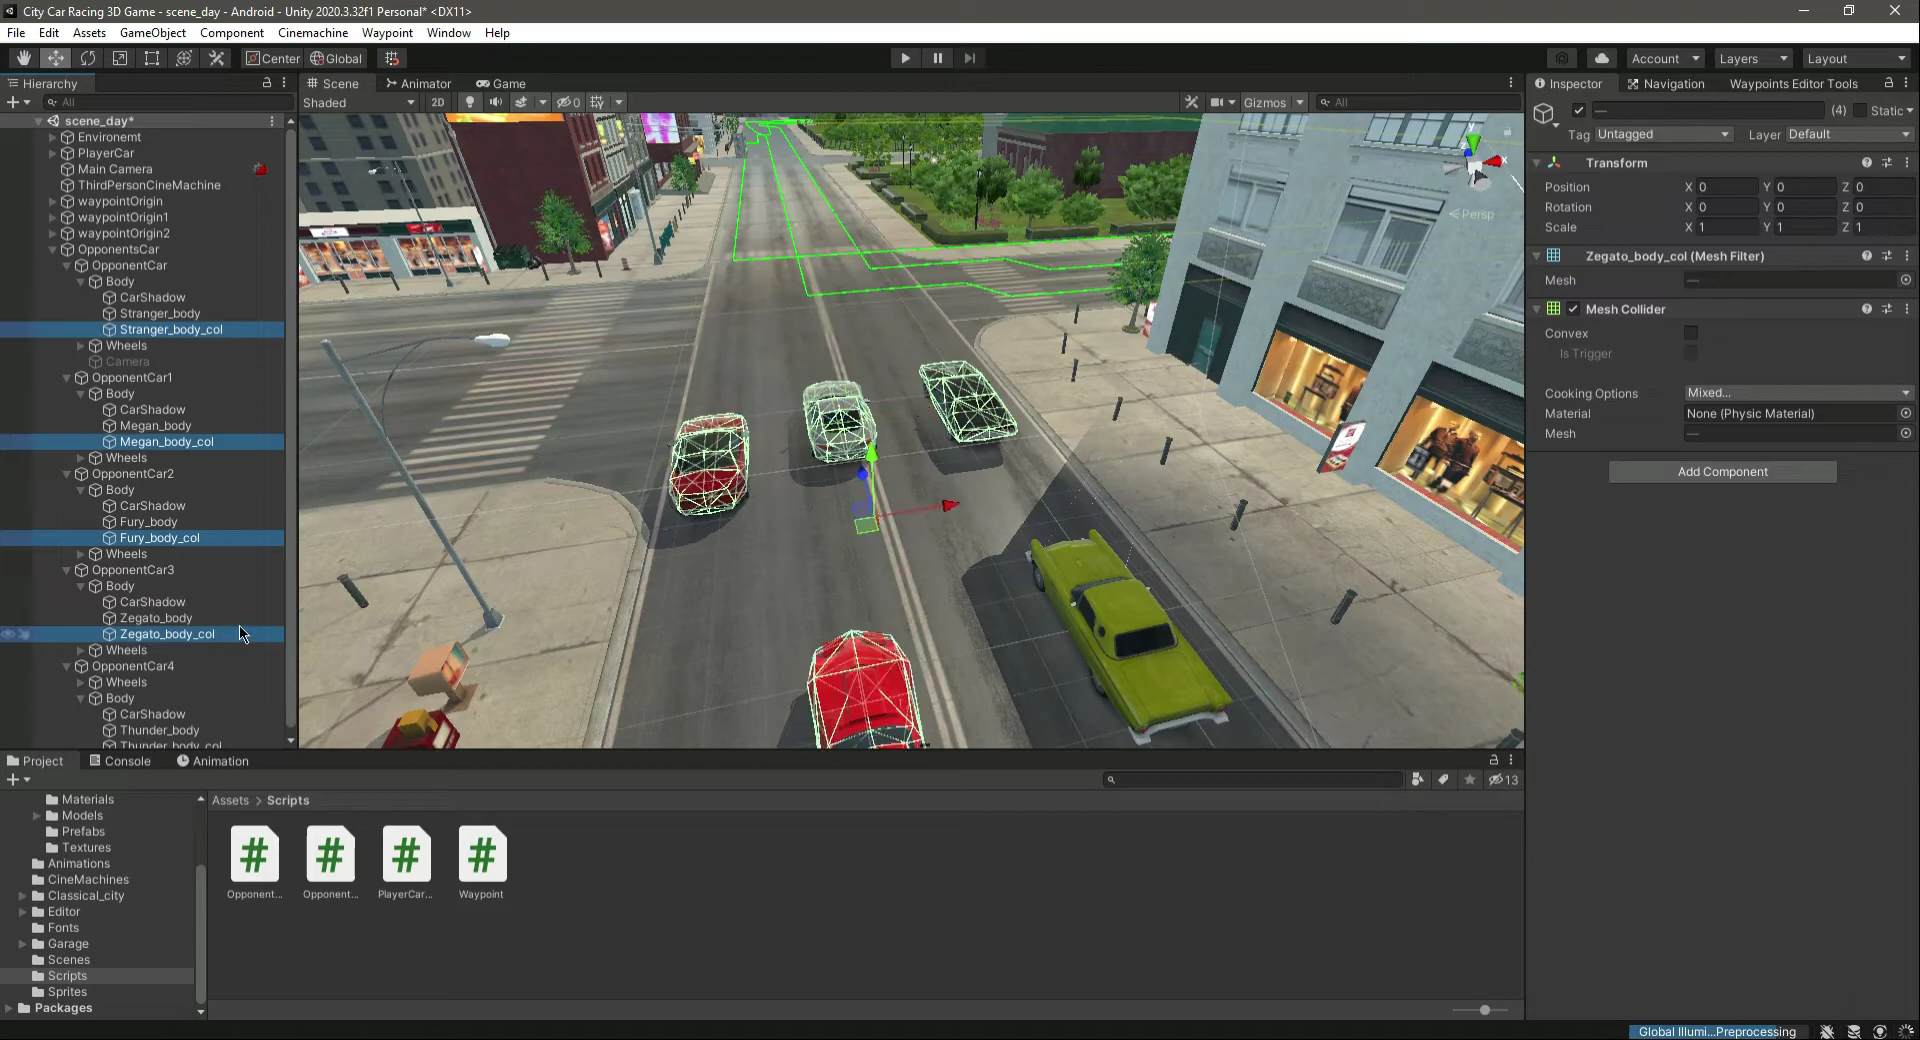 City Car Racing 3D Game - scene_day - Android - Unity 2020.3.32f1 Personal* <DX11>
File Edit Assets GameObject Component Cinemachine Waypoint Window Help
Center Global Account Layers Layout
Hierarchy
All
scene_day*
Environemt
PlayerCar
Main Camera
ThirdPersonCineMachine
waypointOrigin
waypointOrigin1
waypointOrigin2
OpponentsCar
OpponentCar
Body
CarShadow
Stranger_body
Stranger_body_col
Wheels
Camera
OpponentCar1
Body
CarShadow
Megan_body
Megan_body_col
Wheels
OpponentCar2
Body
CarShadow
Fury_body
Fury_body_col
Wheels
OpponentCar3
Body
CarShadow
Zegato_body
Zegato_body_col
Wheels
OpponentCar4
Wheels
Body
CarShadow
Thunder_body
Thunder_body_col
Scene Animator Game
Shaded 2D 0 Gizmos All
x
Persp
Inspector Navigation Waypoints Editor Tools
— (4) Static
Tag Untagged Layer Default
Transform
Position X 0 Y 0 Z 0
Rotation X 0 Y 0 Z 0
Scale X 1 Y 1 Z 1
Zegato_body_col (Mesh Filter)
Mesh —
Mesh Collider
Convex
Is Trigger
Cooking Options Mixed...
Material None (Physic Material)
Mesh —
Add Component
Project Console Animation
13
Materials
Models
Prefabs
Textures
Animations
CineMachines
Classical_city
Editor
Fonts
Garage
Scenes
Scripts
Sprites
Packages
Assets > Scripts
# # # #
Opponent... Opponent... PlayerCar... Waypoint
Global Illumi...Preprocessing